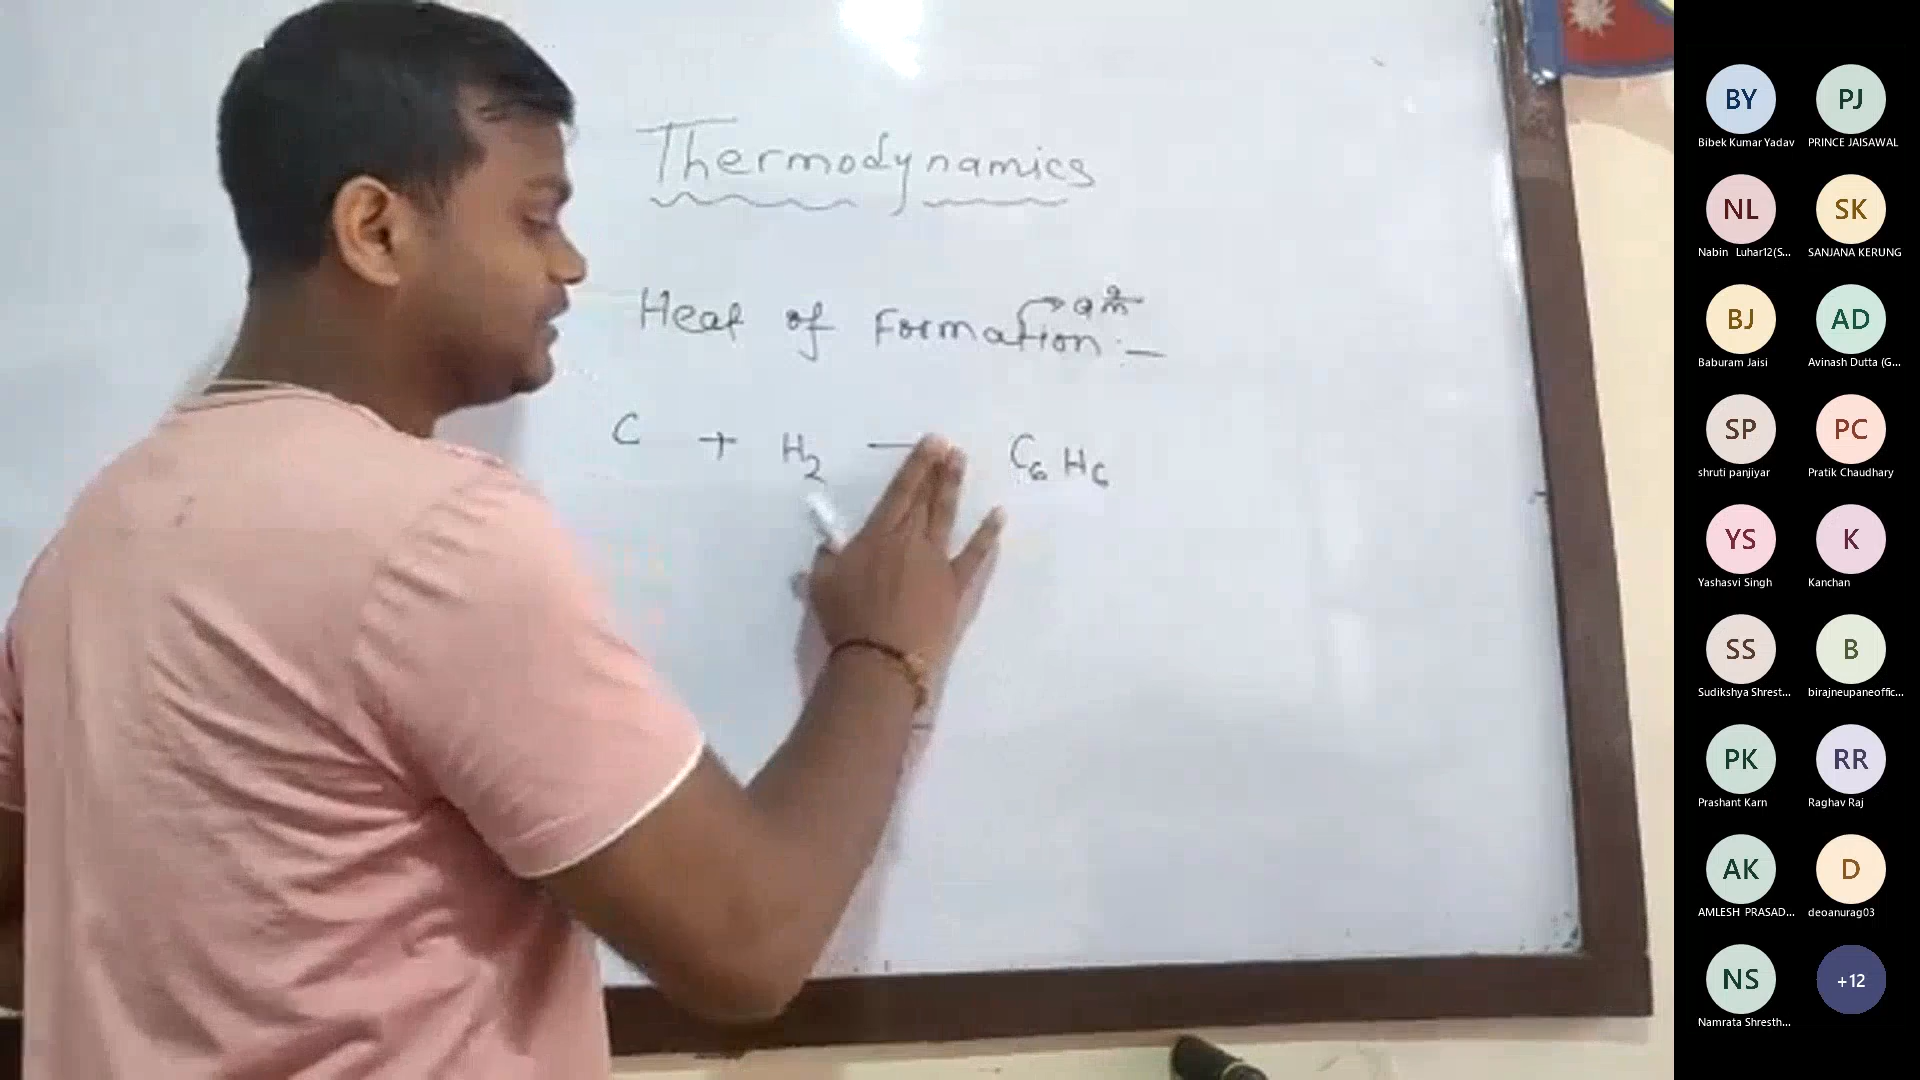 Thermodynamics
Heat of Formation :-
C + H2 → C6 H6
BY
Bibek Kumar Yadav
PJ
PRINCE JAISAWAL
NL
Nabin Luhar12(S...
SK
SANJANA KERUNG
BJ
Baburam Jaisi
AD
Avinash Dutta (G...
SP
shruti panjiyar
PC
Pratik Chaudhary
YS
Yashasvi Singh
K
Kanchan
SS
Sudikshya Shrest...
B
birajneupaneoffic...
PK
Prashant Karn
RR
Raghav Raj
AK
AMLESH PRASAD...
D
deoanurag03
NS
Namrata Shresth...
+12